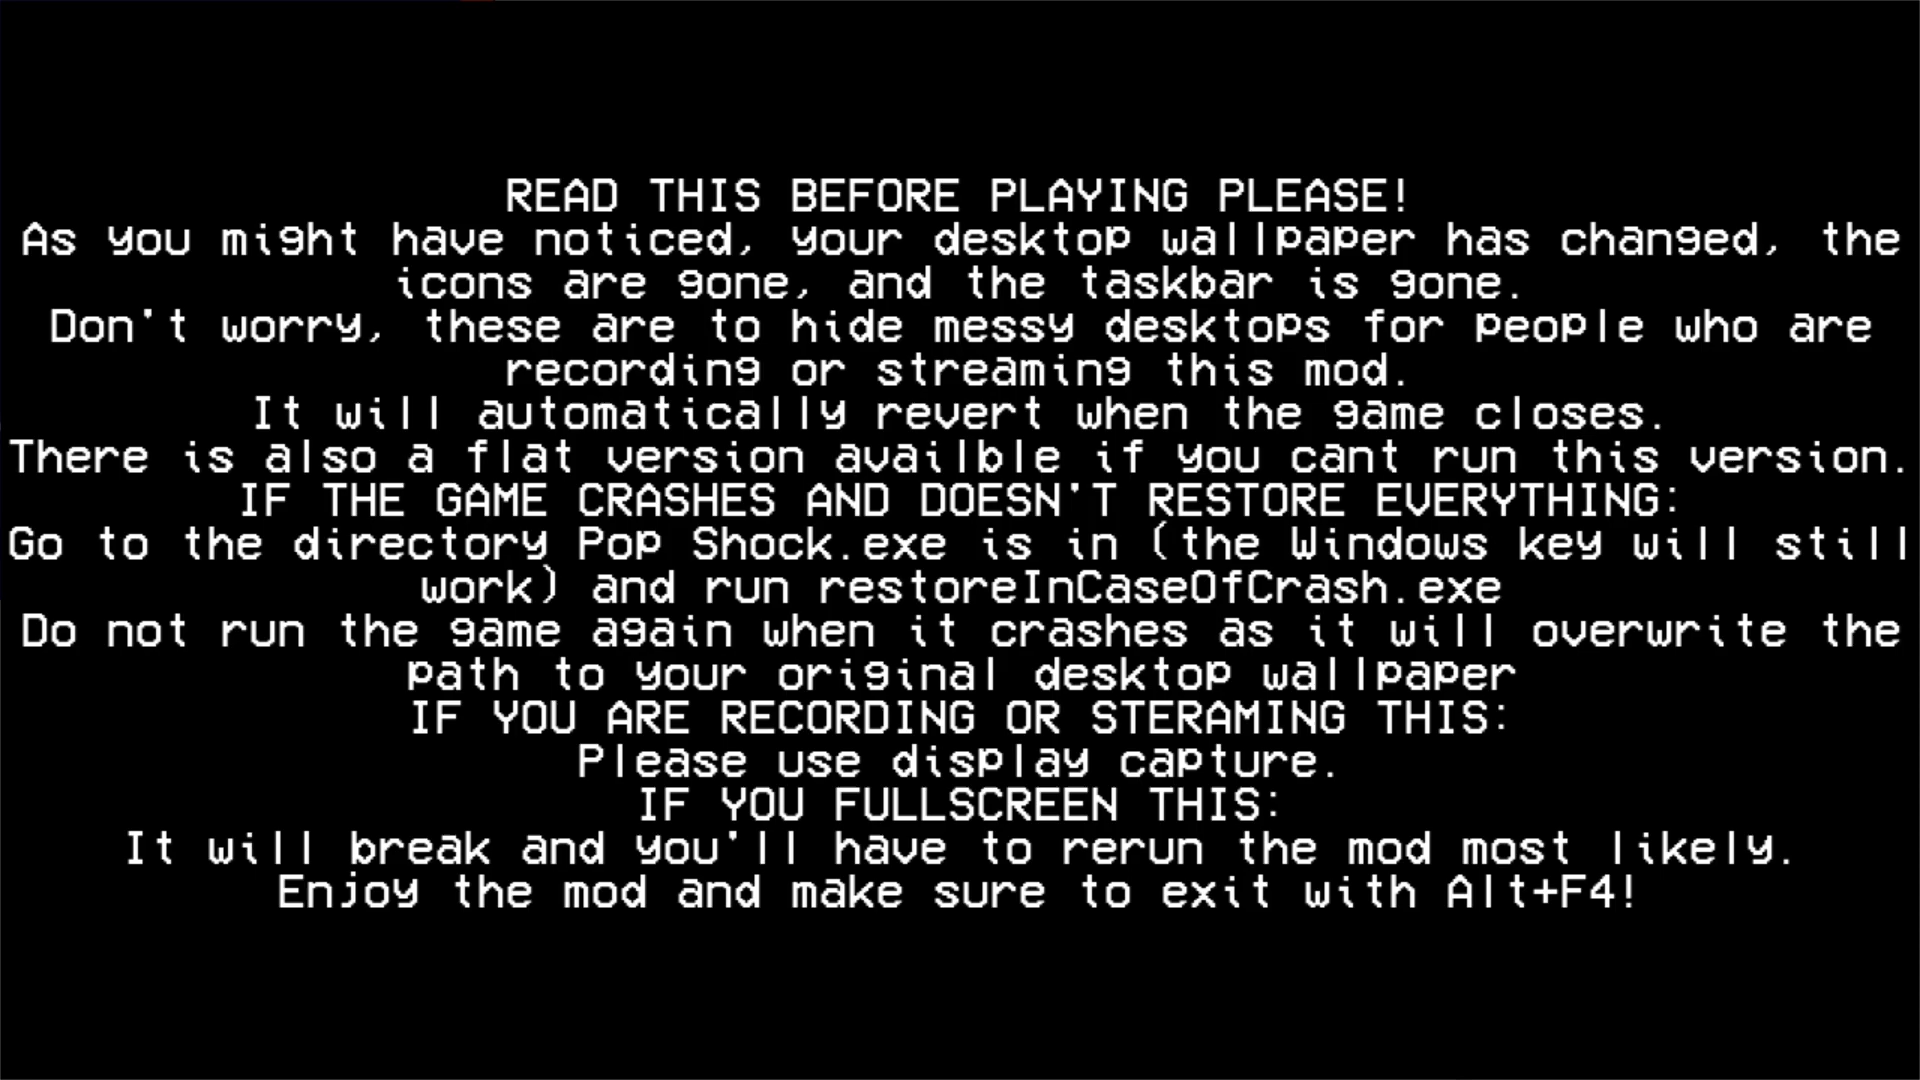 READ THIS BEFORE PLAYING PLEASE!
As you might have noticed, your desktop wallpaper has changed, the
icons are gone, and the taskbar is gone.
Don't worry, these are to hide messy desktops for people who are
recording or streaming this mod.
It will automatically revert when the game closes.
There is also a flat version availble if you cant run this version.
IF THE GAME CRASHES AND DOESN'T RESTORE EVERYTHING:
Go to the directory Pop Shock.exe is in (the Windows key will still
work) and run restoreInCaseOfCrash.exe
Do not run the game again when it crashes as it will overwrite the
path to your original desktop wallpaper
IF YOU ARE RECORDING OR STERAMING THIS:
Please use display capture.
IF YOU FULLSCREEN THIS:
It will break and you'll have to rerun the mod most likely.
Enjoy the mod and make sure to exit with Alt+F4!